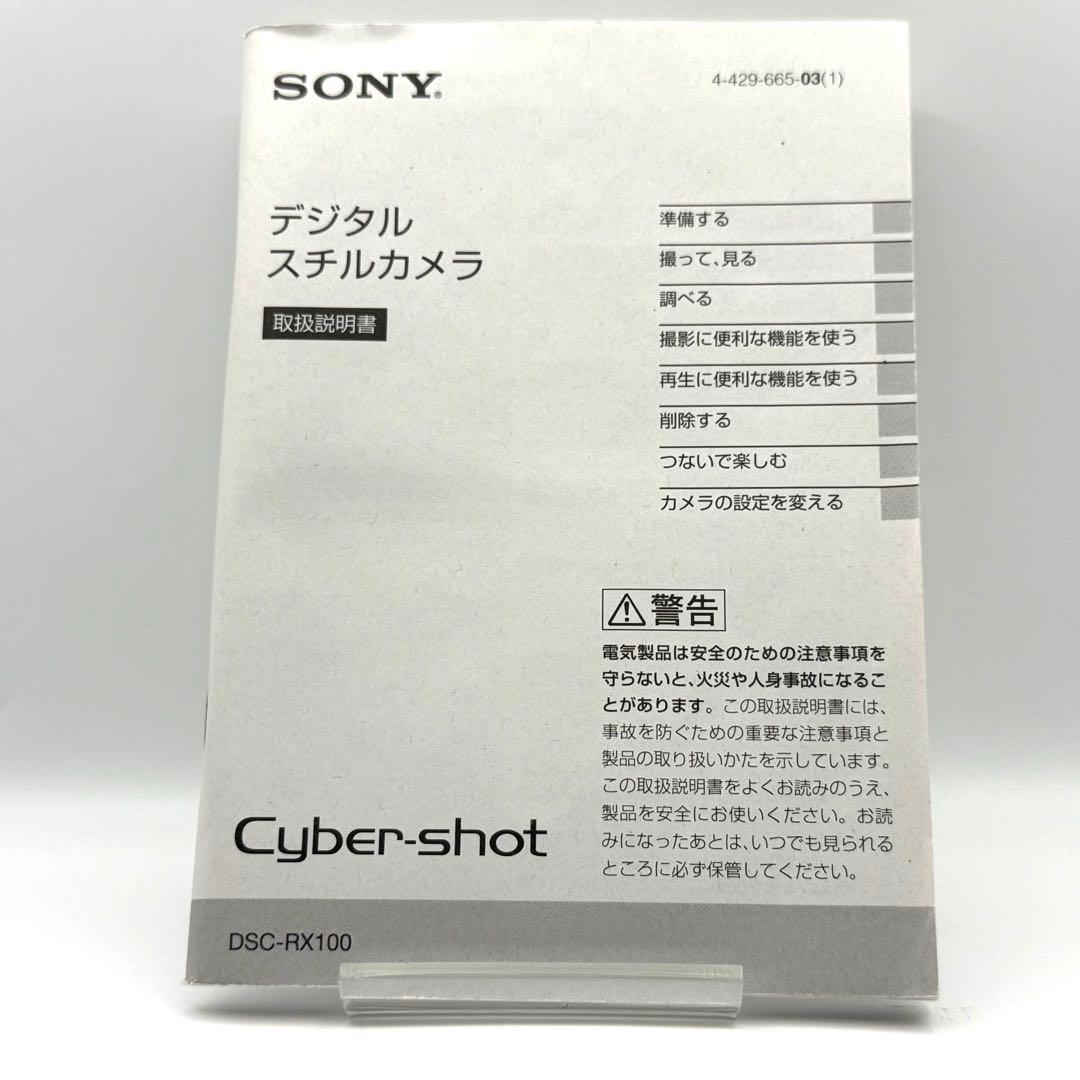 SONY®
4-429-665-03(1)
デジタル
スチルカメラ
取扱説明書
準備する
撮って、見る
調べる
撮影に便利な機能を使う
再生に便利な機能を使う
削除する
つないで楽しむ
カメラの設定を変える
警告
電気製品は安全のための注意事項を
守らないと、火災や人身事故になるこ
とがあります。この取扱説明書には、
事故を防ぐための重要な注意事項と
製品の取り扱いかたを示しています。
この取扱説明書をよくお読みのうえ、
製品を安全にお使いください。お読
みになったあとは、いつでも見られる
ところに必ず保管してください。
Cyber-shot
DSC-RX100